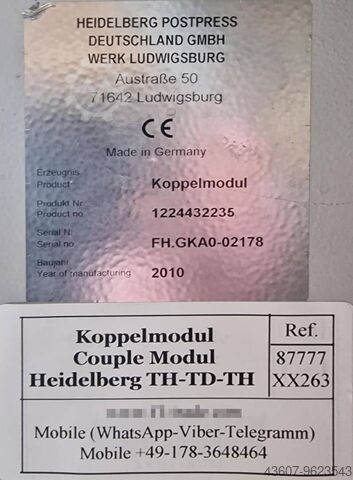 HEIDELBERG POSTPRESS
DEUTSCHLAND GMBH
WERK LUDWIGSBURG
Austraße 50
71642 Ludwigsburg
CE
Made in Germany
Erzeugnis
Product Koppelmodul
Produkt Nr.
Product no. 1224432235
Serial N
Serial no FH.GKA0-02178
Baujahr
Year of manufacturing 2010
Koppelmodul Ref.
Couple Modul 87777
Heidelberg TH-TD-TH XX263
Mobile (WhatsApp-Viber-Telegramm)
Mobile +49-178-3648464
43607-9623543